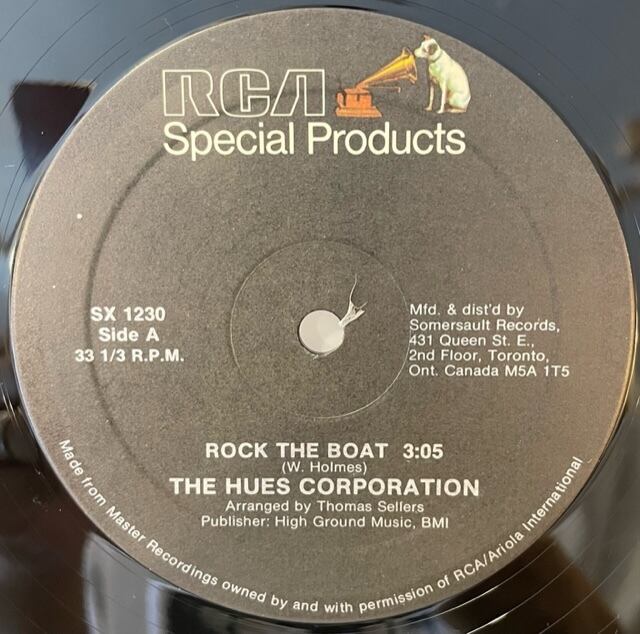 RCA
Special Products
SX 1230
Side A
33 1/3 R.P.M.
Mfd. & dist'd by
Somersault Records,
431 Queen St. E.,
2nd Floor, Toronto,
Ont. Canada M5A 1T5
ROCK THE BOAT 3:05
(W. Holmes)
THE HUES CORPORATION
Arranged by Thomas Sellers
Publisher: High Ground Music, BMI
Made from Master Recordings owned by and with permission of RCA/Ariola International